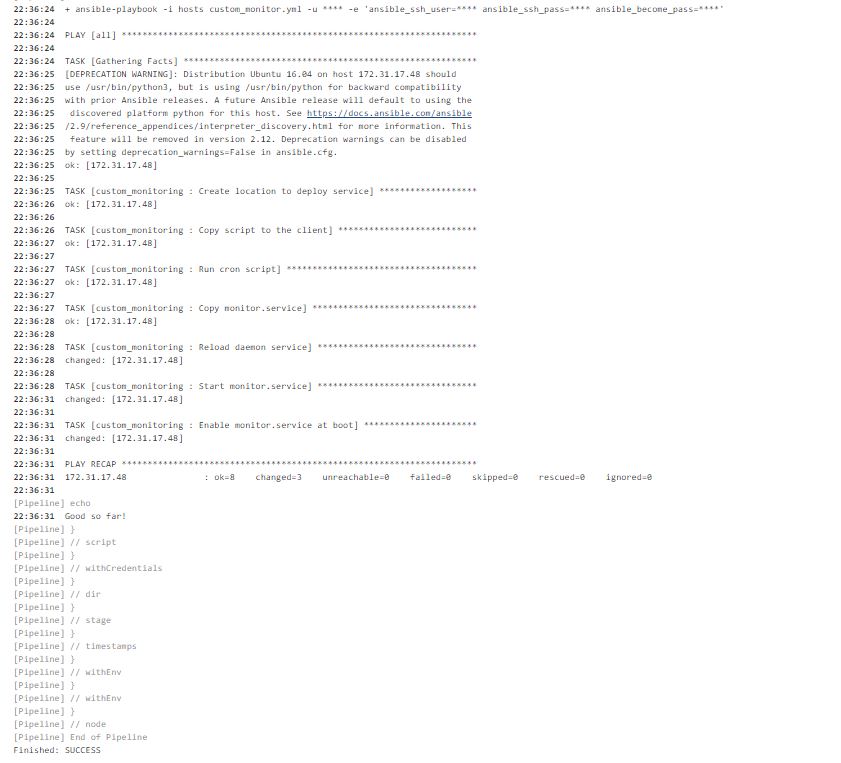 22:36:24 + ansible-playbook -i hosts custom_monitor.yml -u **** -e 'ansible_ssh_user=**** ansible_ssh_pass=**** ansible_become_pass=****'
22:36:24
22:36:24 PLAY [all] *********************************************************************
22:36:24
22:36:24 TASK [Gathering Facts] *********************************************************
22:36:25 [DEPRECATION WARNING]: Distribution Ubuntu 16.04 on host 172.31.17.48 should
22:36:25 use /usr/bin/python3, but is using /usr/bin/python for backward compatibility
22:36:25 with prior Ansible releases. A future Ansible release will default to using the
22:36:25 discovered platform python for this host. See https://docs.ansible.com/ansible
22:36:25 /2.9/reference_appendices/interpreter_discovery.html for more information. This
22:36:25 feature will be removed in version 2.12. Deprecation warnings can be disabled
22:36:25 by setting deprecation_warnings=False in ansible.cfg.
22:36:25 ok: [172.31.17.48]
22:36:25
22:36:25 TASK [custom_monitoring : Create location to deploy service] *******************
22:36:26 ok: [172.31.17.48]
22:36:26
22:36:26 TASK [custom_monitoring : Copy script to the client] ***************************
22:36:27 ok: [172.31.17.48]
22:36:27
22:36:27 TASK [custom_monitoring : Run cron script] *************************************
22:36:27 ok: [172.31.17.48]
22:36:27
22:36:27 TASK [custom_monitoring : Copy monitor.service] ********************************
22:36:28 ok: [172.31.17.48]
22:36:28
22:36:28 TASK [custom_monitoring : Reload daemon service] *******************************
22:36:28 changed: [172.31.17.48]
22:36:28
22:36:28 TASK [custom_monitoring : Start monitor.service] *******************************
22:36:31 changed: [172.31.17.48]
22:36:31
22:36:31 TASK [custom_monitoring : Enable monitor.service at boot] **********************
22:36:31 changed: [172.31.17.48]
22:36:31
22:36:31 PLAY RECAP *********************************************************************
22:36:31 172.31.17.48 : ok=8 changed=3 unreachable=0 failed=0 skipped=0 rescued=0 ignored=0
22:36:31
[Pipeline] echo
22:36:31 Good so far!
[Pipeline] }
[Pipeline] // script
[Pipeline] }
[Pipeline] // withCredentials
[Pipeline] }
[Pipeline] // dir
[Pipeline] }
[Pipeline] // stage
[Pipeline] }
[Pipeline] // timestamps
[Pipeline] }
[Pipeline] // withEnv
[Pipeline] }
[Pipeline] // withEnv
[Pipeline] }
[Pipeline] // node
[Pipeline] End of Pipeline
Finished: SUCCESS